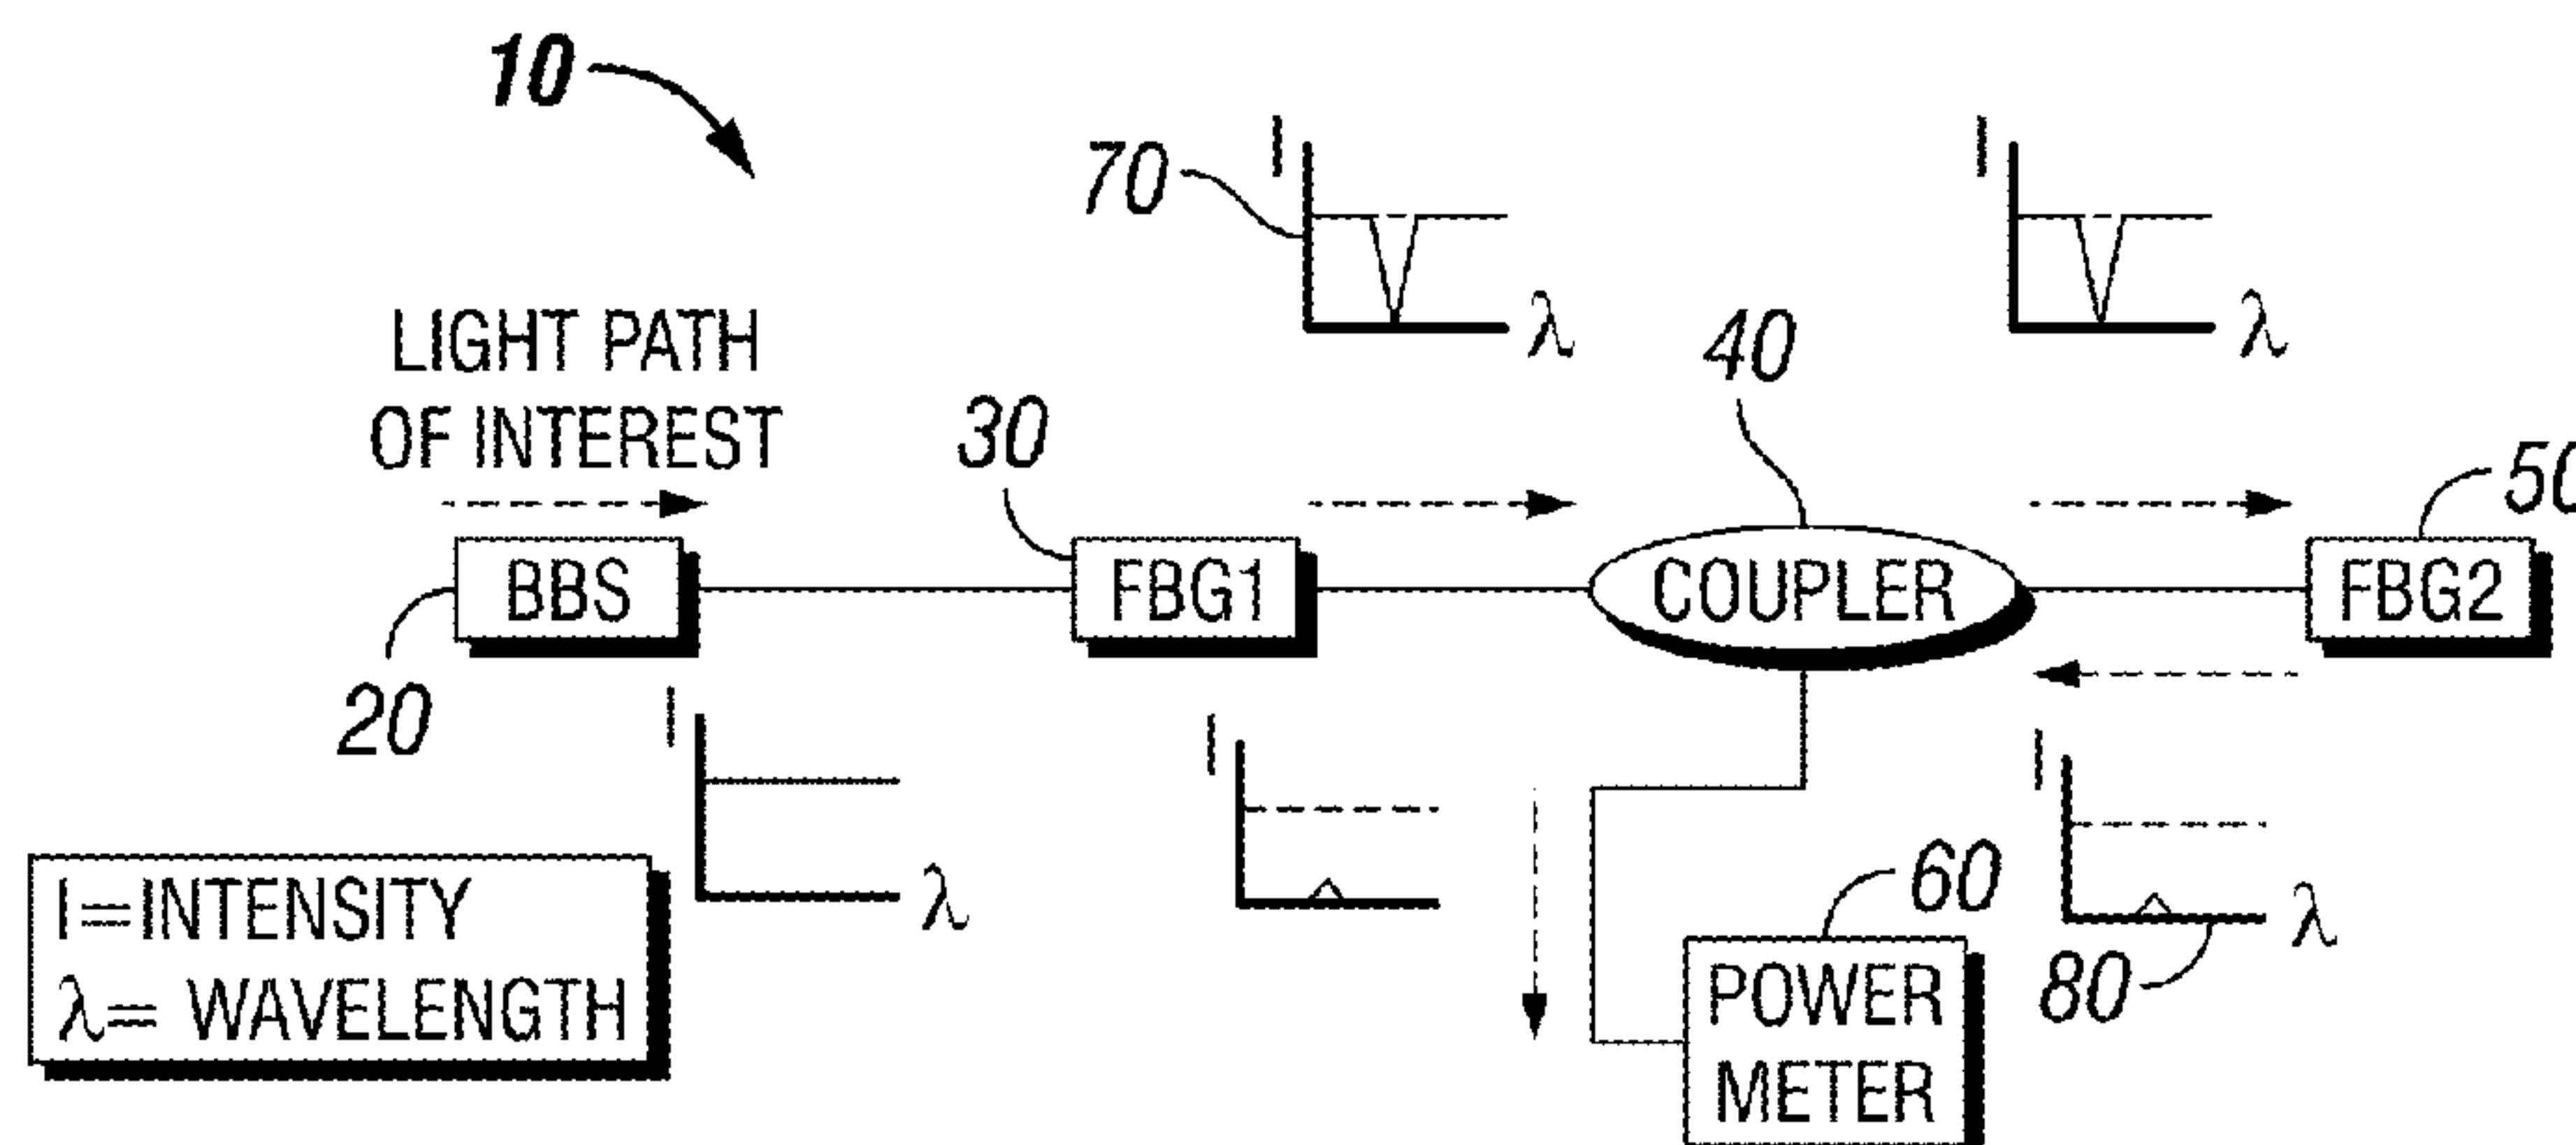 10
70
I
λ
I
λ
LIGHT PATH
OF INTEREST
30
40
50
BBS
FBG1
COUPLER
FBG2
20
I
λ
I
I
λ
60
80
I=INTENSITY
λ= WAVELENGTH
POWER
METER